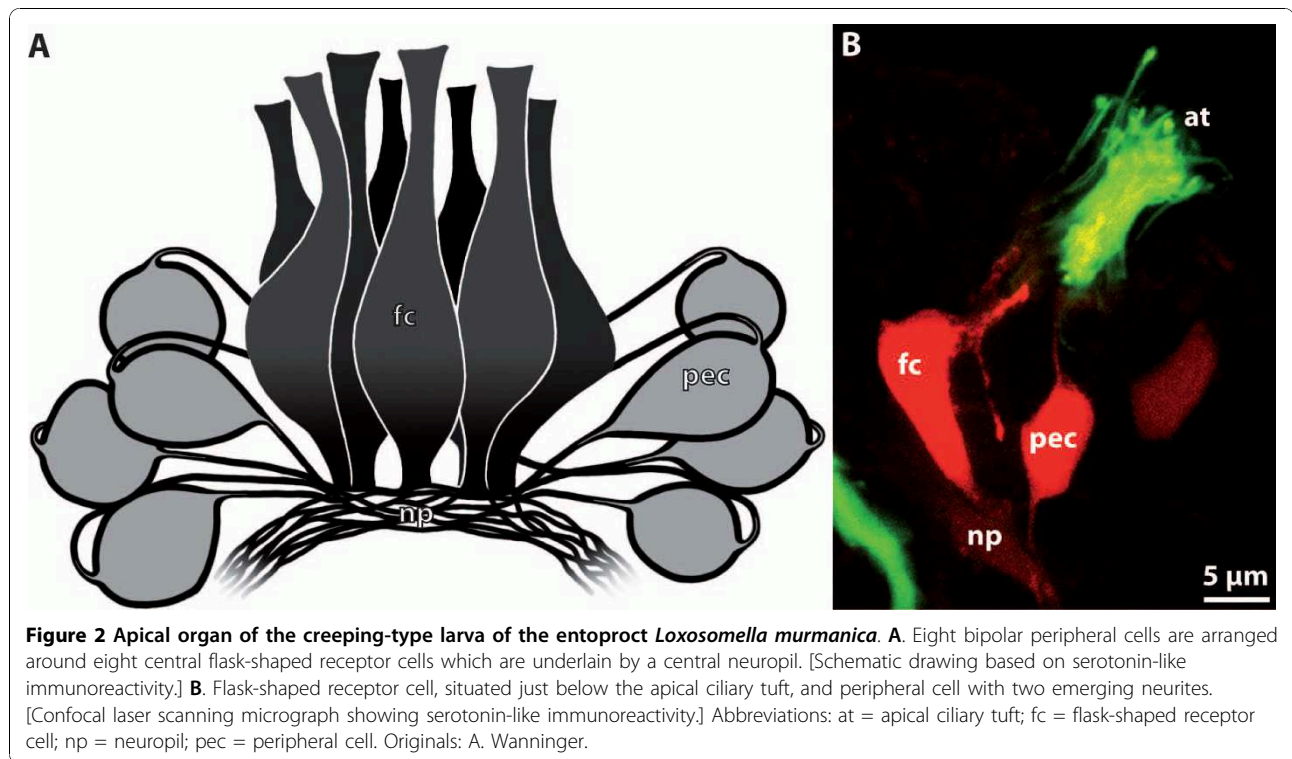 A
fc
pec
np
B
at
fc
pec
np
5 µm
Figure 2 Apical organ of the creeping-type larva of the entoproct Loxosomella murmanica. A. Eight bipolar peripheral cells are arranged
around eight central flask-shaped receptor cells which are underlain by a central neuropil. [Schematic drawing based on serotonin-like
immunoreactivity.] B. Flask-shaped receptor cell, situated just below the apical ciliary tuft, and peripheral cell with two emerging neurites.
[Confocal laser scanning micrograph showing serotonin-like immunoreactivity.] Abbreviations: at = apical ciliary tuft; fc = flask-shaped receptor
cell; np = neuropil; pec = peripheral cell. Originals: A. Wanninger.